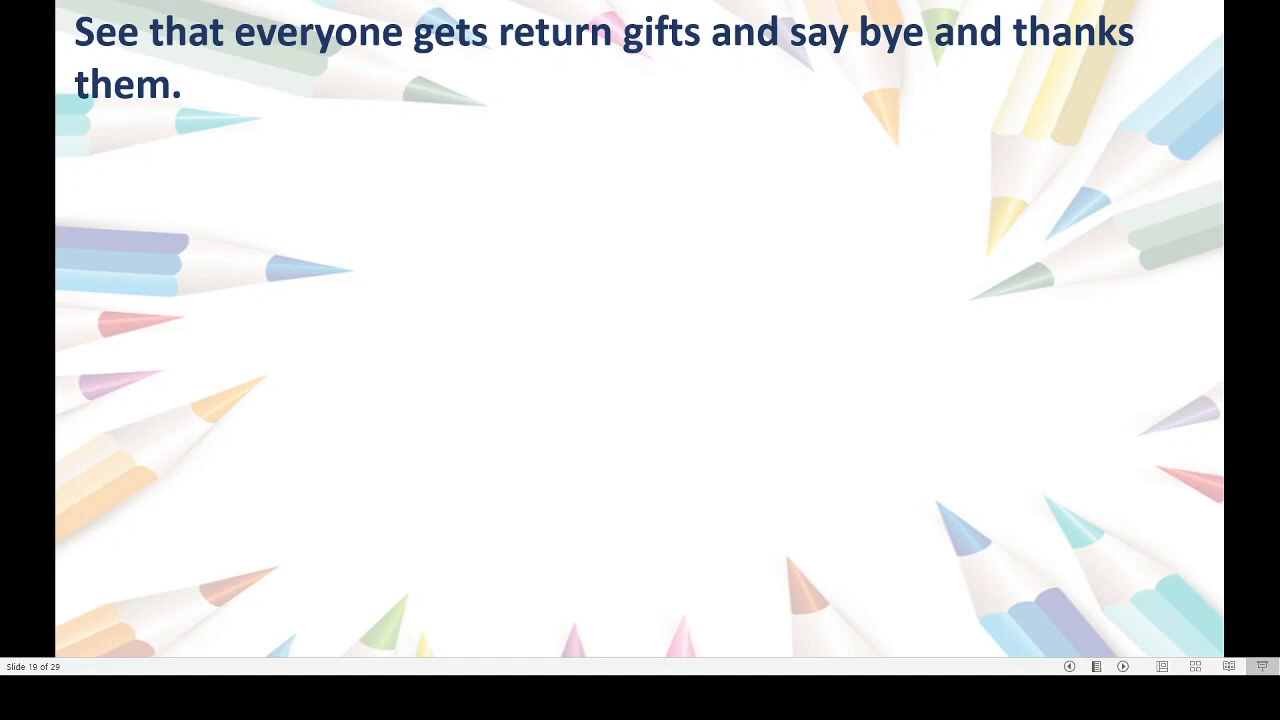 See that everyone gets return gifts and say bye and thanks
them.
Slide 19 of 29